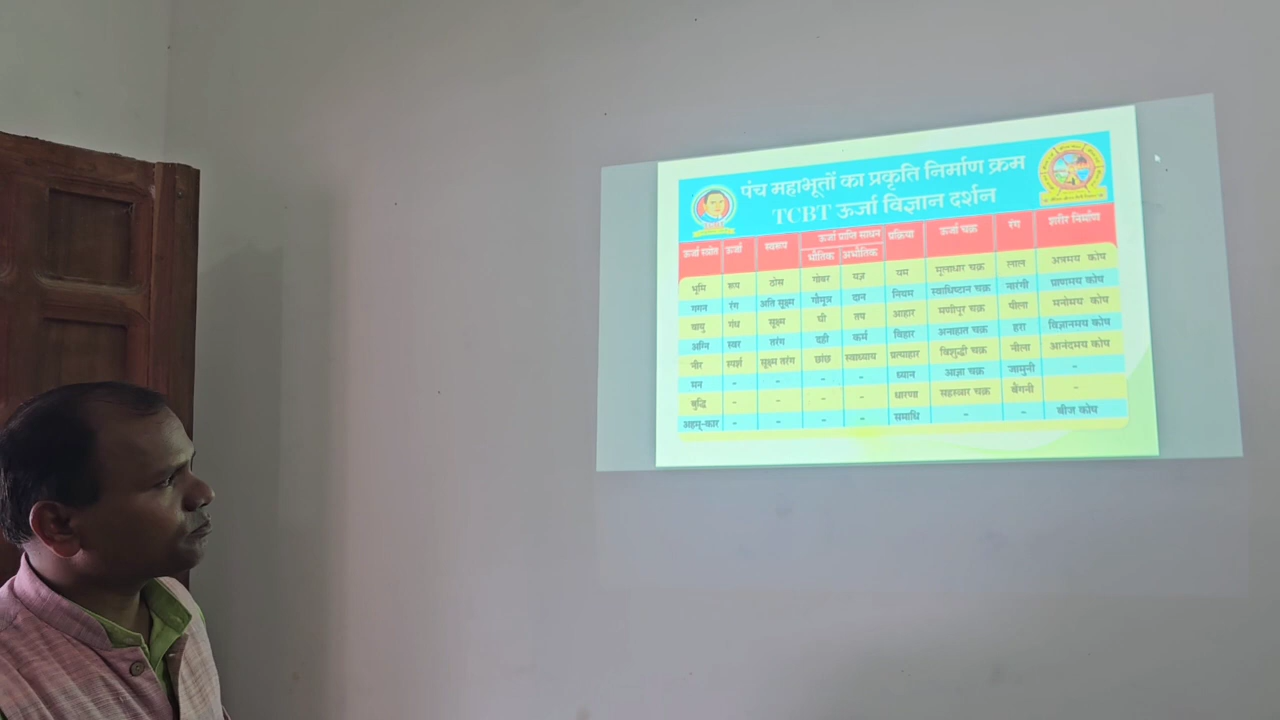 पंच महाभूतों का प्रकृति निर्माण क्रम
TCBT ऊर्जा विज्ञान दर्शन
ऊर्जा स्त्रोत ऊर्जा स्वरूप ऊर्जा प्राप्ति साधन प्रक्रिया ऊर्जा चक्र रंग शरीर निर्माण
भौतिक अभौतिक
भूमि रूप ठोस गोबर यज्ञ यम मूलाधार चक्र लाल अन्नमय कोष
गगन रंग अति सूक्ष्म गौमूत्र दान नियम स्वाधिष्टान चक्र नारंगी प्राणमय कोष
वायु गंध सूक्ष्म घी तप आहार मणीपूर चक्र पीला मनोमय कोष
अग्नि स्वर तरंग दही कर्म विहार अनाहात चक्र हरा विज्ञानमय कोष
नीर स्पर्श सूक्ष्म तरंग छांछ स्वाध्याय प्रत्याहार विशुद्धी चक्र नीला आनंदमय कोष
मन - - - - ध्यान आज्ञा चक्र जामुनी -
बुद्धि - - - - धारणा सहस्त्रार चक्र बैंगनी -
अहम्-कार - - - - समाधि - - बीज कोष